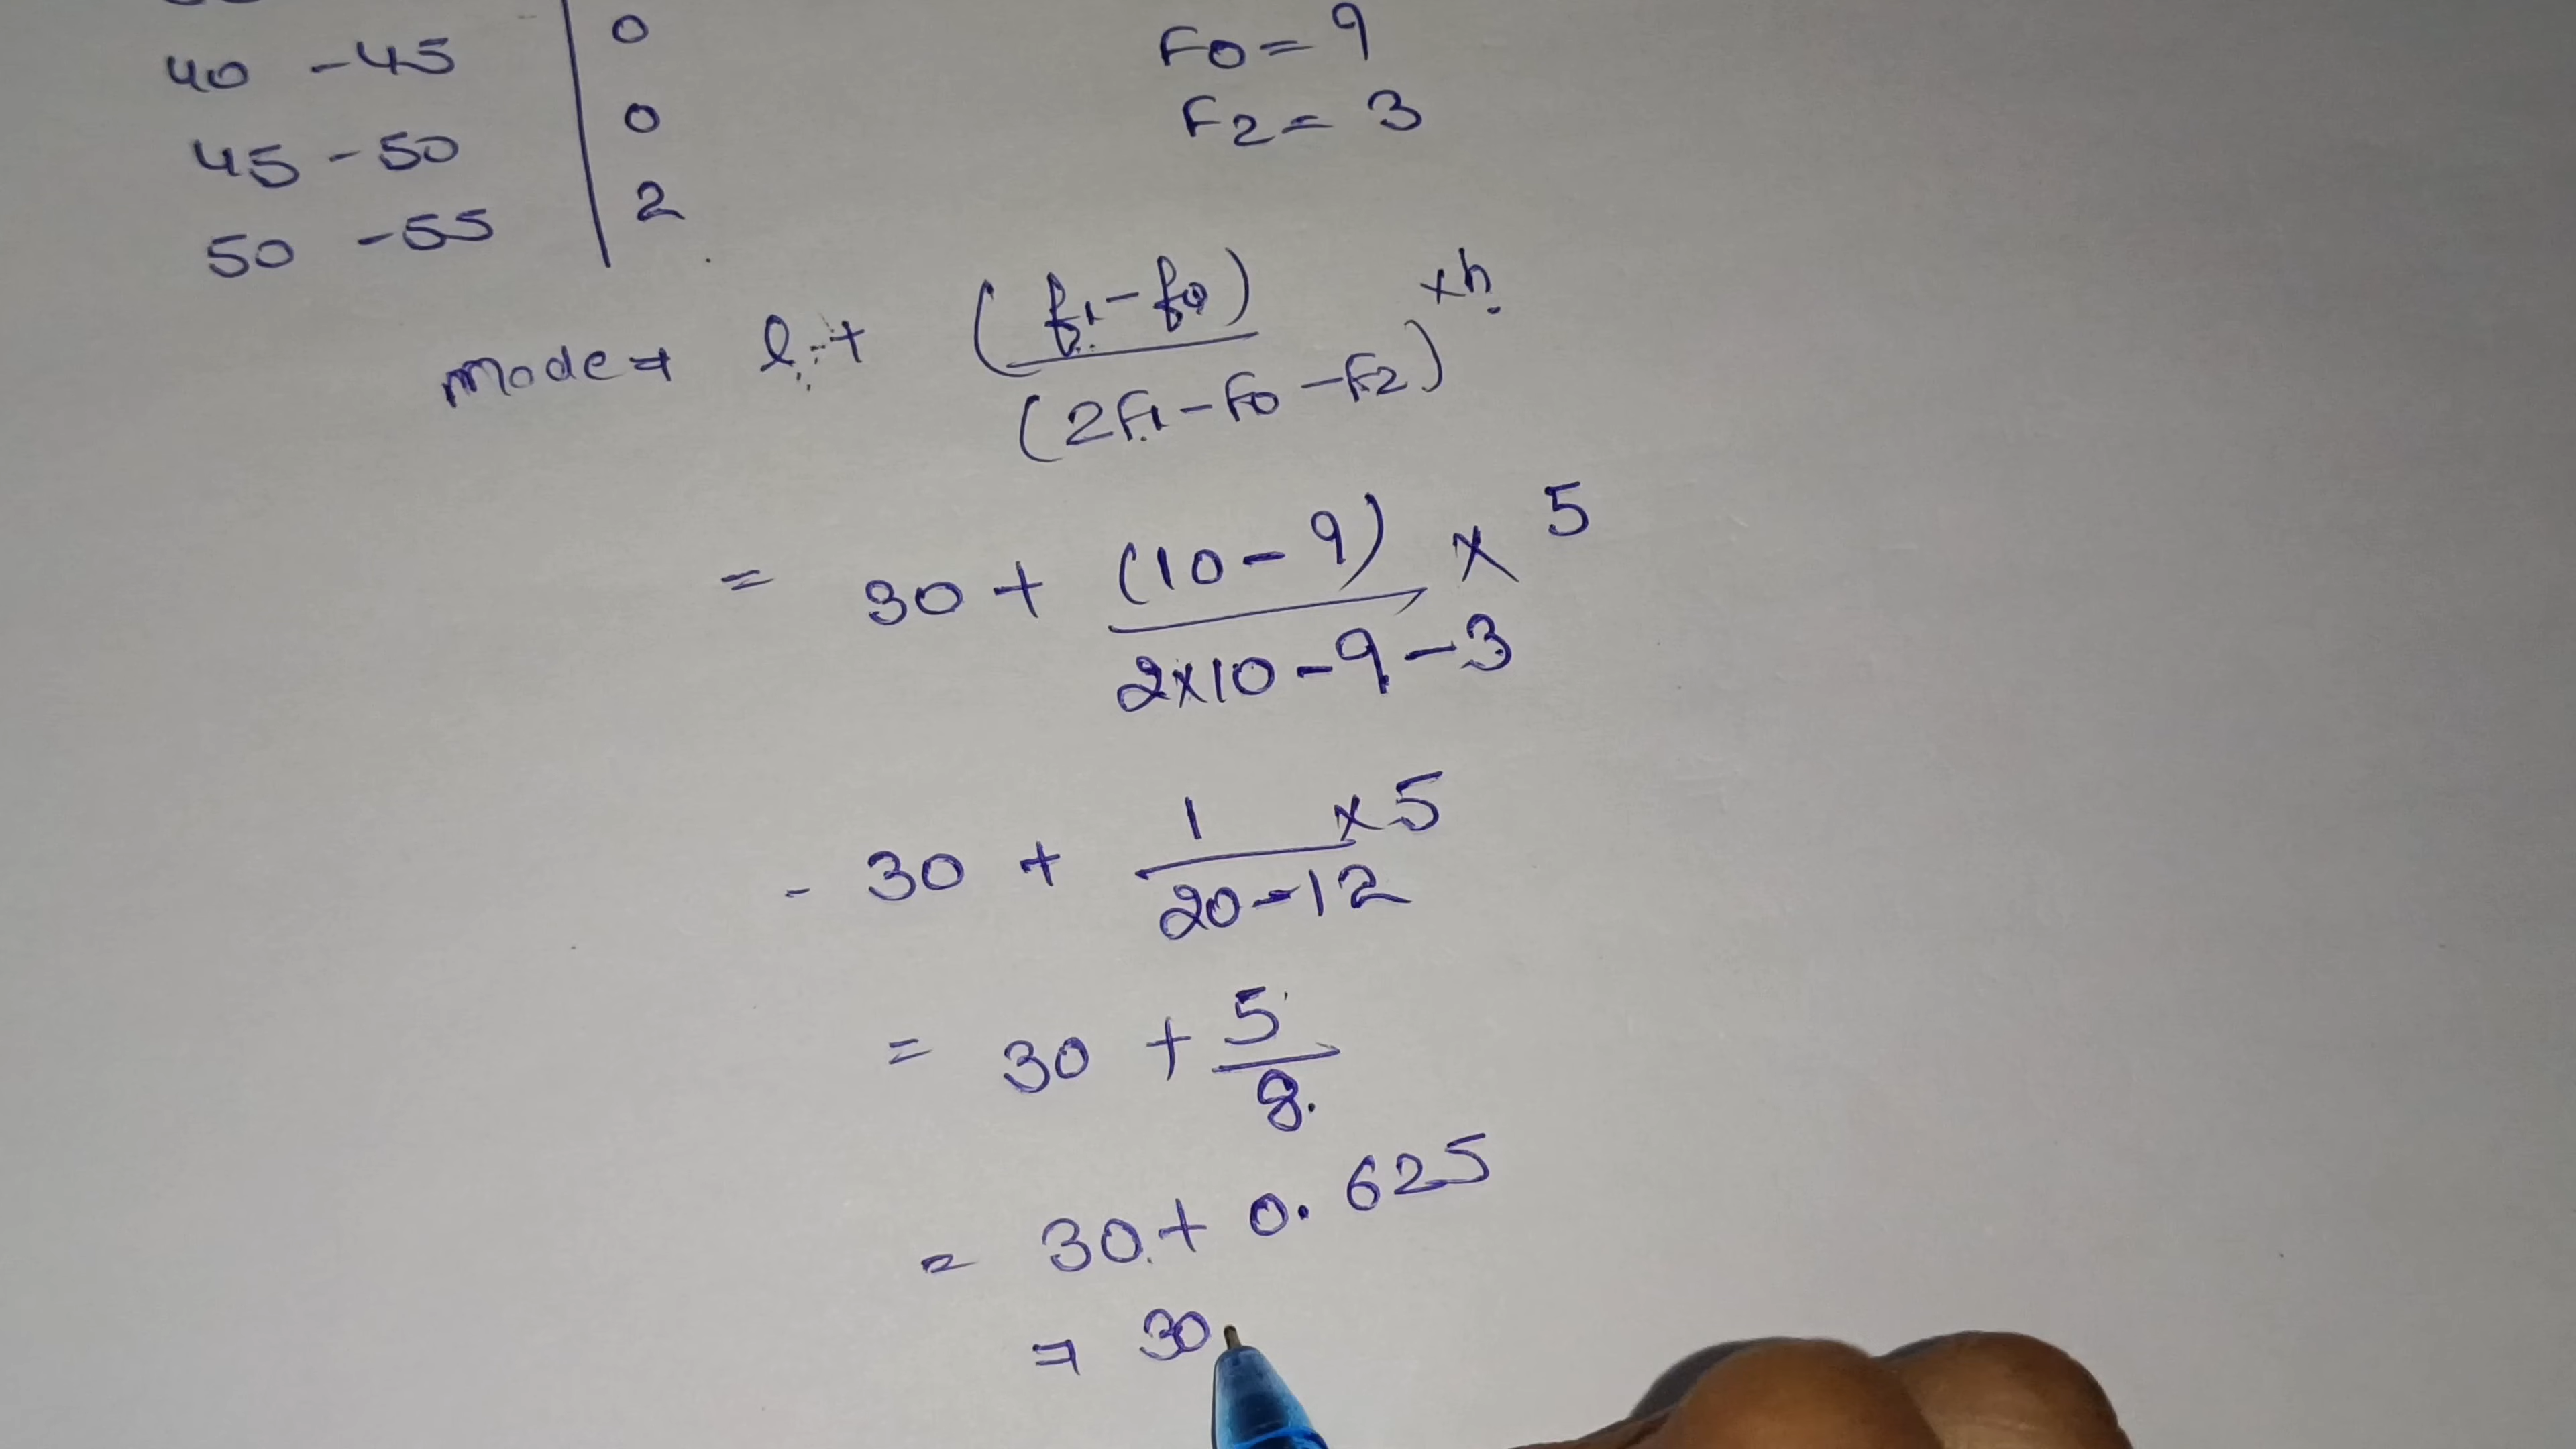 40 - 45 0
45 - 50 0
50 - 55 2
F0 = 9
F2 = 3
mode = l + (f1 - f0) / (2F1 - F0 - F2) × h
= 30 + (10 - 9) / 2×10 - 9 - 3 × 5
- 30 + 1 × 5 / 20 - 12
= 30 + 5 / 8
= 30 + 0.625
= 30